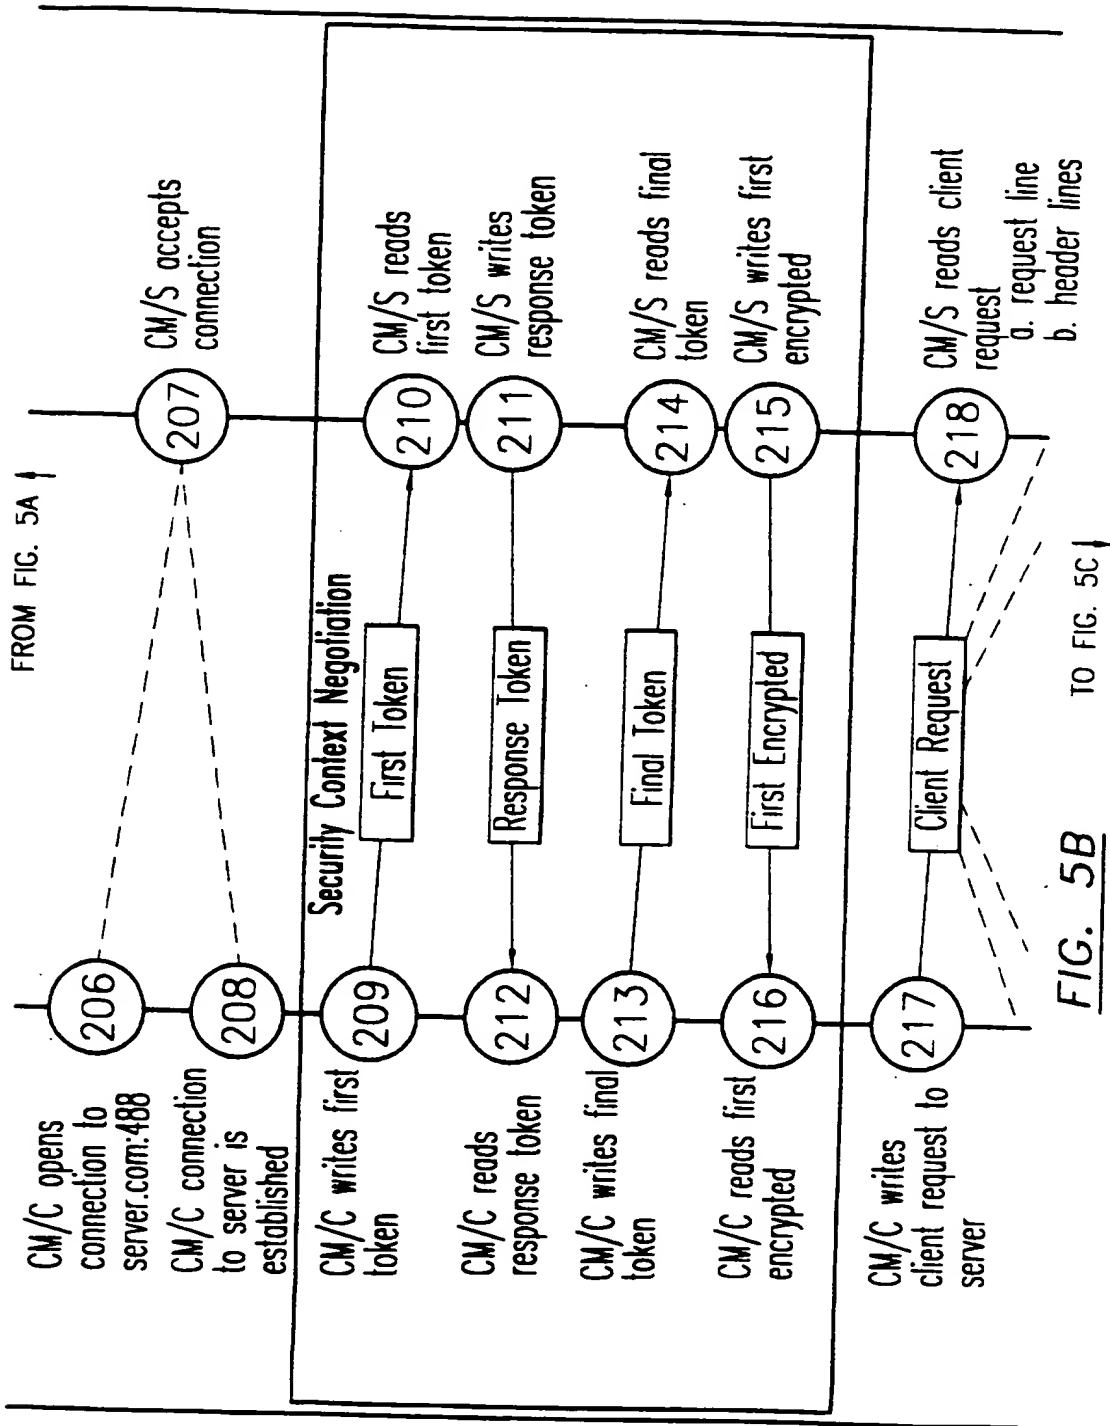 FROM FIG. 5A
CM/C opens
connection to
server.com:488
206
207
CM/S accepts
connection
CM/C connection
to server is
established
208
Security Context Negotiation
CM/C writes first
token
209
First Token
210
CM/S reads
first token
CM/C reads
response token
212
Response Token
211
CM/S writes
response token
CM/C writes final
token
213
Final Token
214
CM/S reads final
token
CM/C reads first
encrypted
216
First Encrypted
215
CM/S writes first
encrypted
CM/C writes
client request to
server
217
Client Request
218
CM/S reads client
request
a. request line
b. header lines
TO FIG. 5C
FIG. 5B